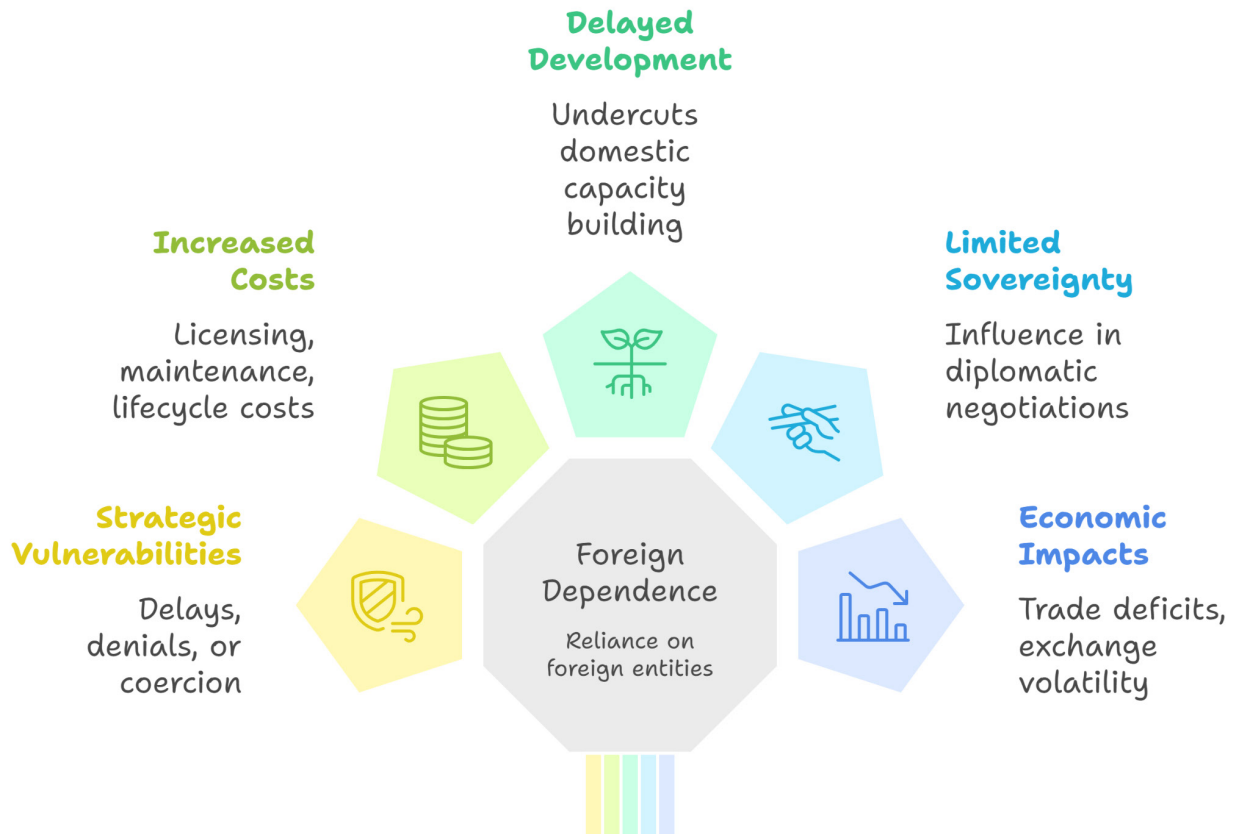 Delayed
Development
Undercuts
domestic
capacity
building
Increased
Costs
Licensing,
maintenance,
lifecycle costs
Limited
Sovereignty
Influence in
diplomatic
negotiations
Strategic
Vulnerabilities
Delays,
denials, or
coercion
Foreign
Dependence
Reliance on
foreign entities
Economic
Impacts
Trade deficits,
exchange
volatility